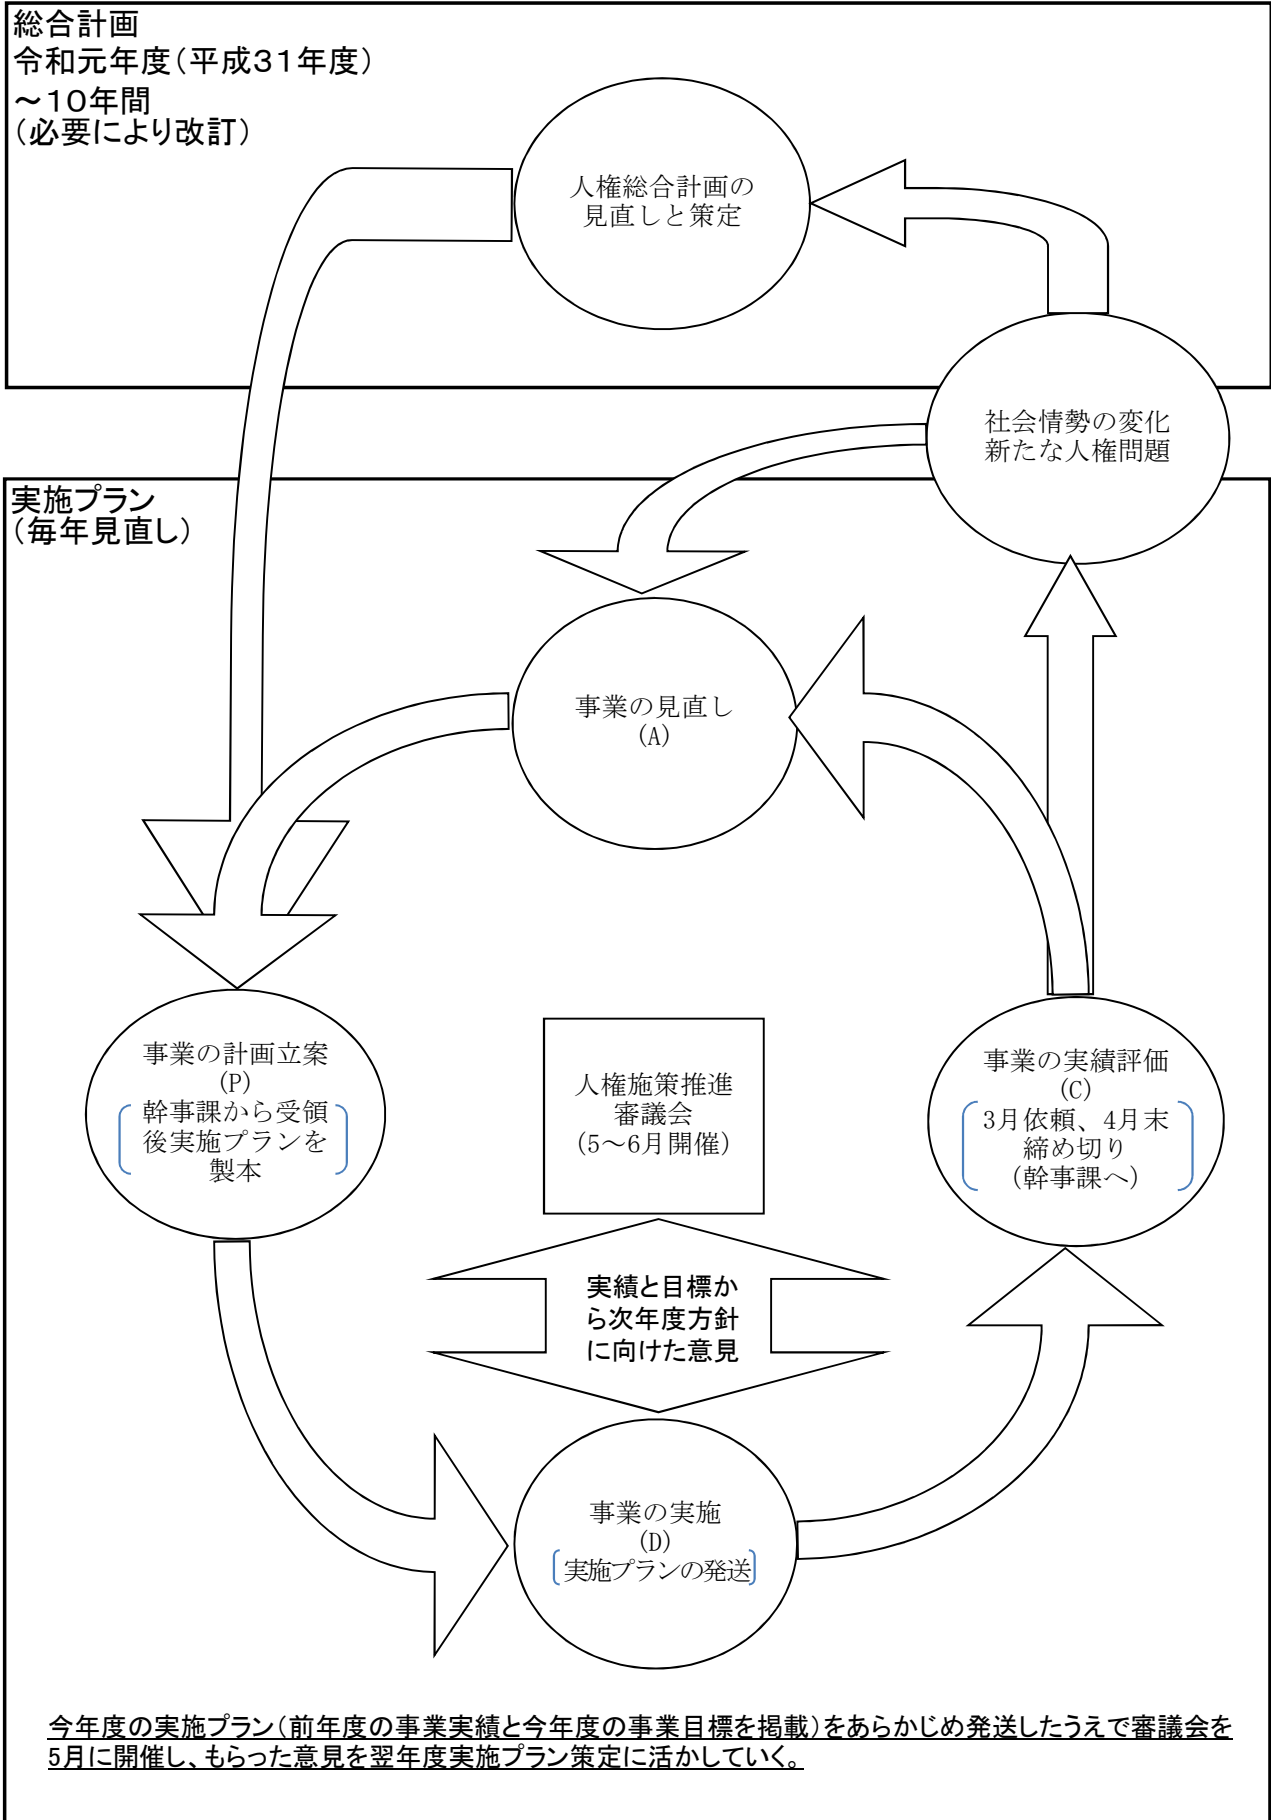 総合計画
令和元年度(平成31年度)
～10年間
(必要により改訂)
人権総合計画の
見直しと策定
社会情勢の変化
新たな人権問題
実施プラン
(毎年見直し)
事業の見直し
(A)
事業の計画立案
(P)
幹事課から受領
後実施プランを
製本
人権施策推進
審議会
(5～6月開催)
事業の実績評価
(C)
3月依頼、4月末
締め切り
(幹事課へ)
実績と目標か
ら次年度方針
に向けた意見
事業の実施
(D)
実施プランの発送
今年度の実施プラン(前年度の事業実績と今年度の事業目標を掲載)をあらかじめ発送したうえで審議会を
5月に開催し、もらった意見を翌年度実施プラン策定に活かしていく。